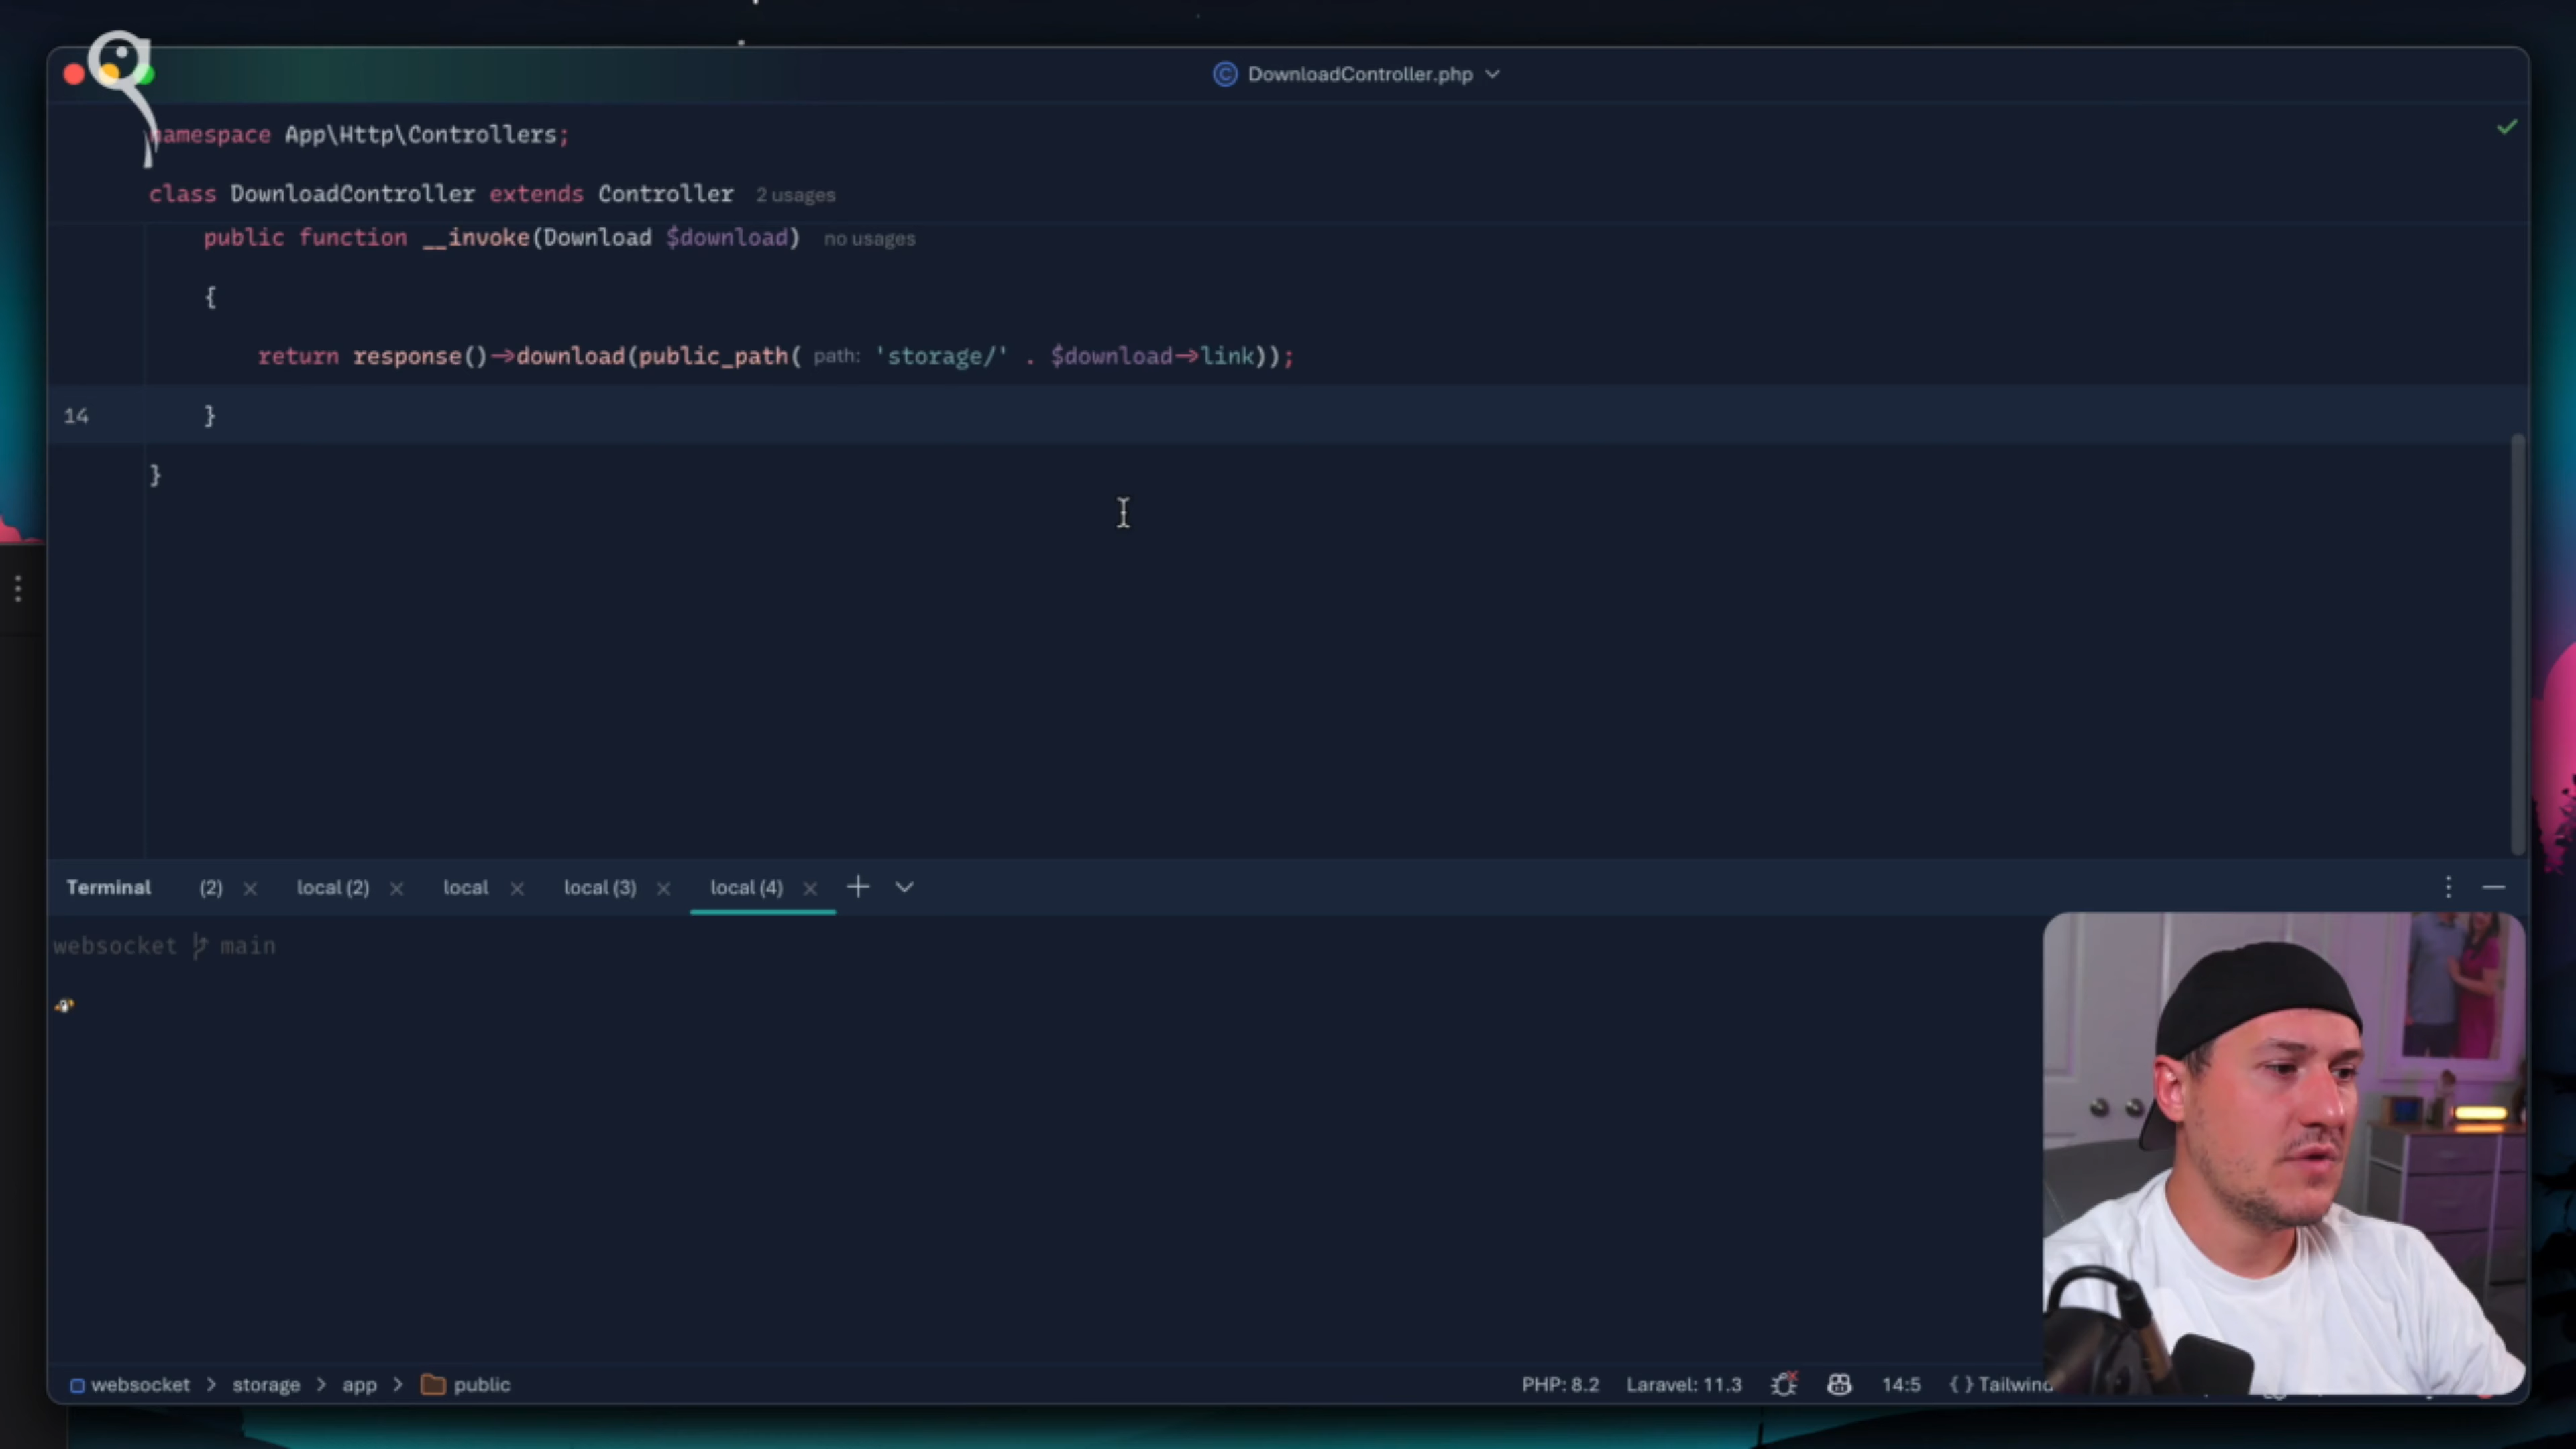 DownloadController.php
namespace App\Http\Controllers;
class DownloadController extends Controller 2 usages
public function __invoke(Download $download) no usages
{
return response()->download(public_path( path: 'storage/' . $download->link));
14 }
}
Terminal (2) local (2) local local (3) local (4)
websocket main
websocket > storage > app > public PHP: 8.2 Laravel: 11.3 14:5 { } Tailwind